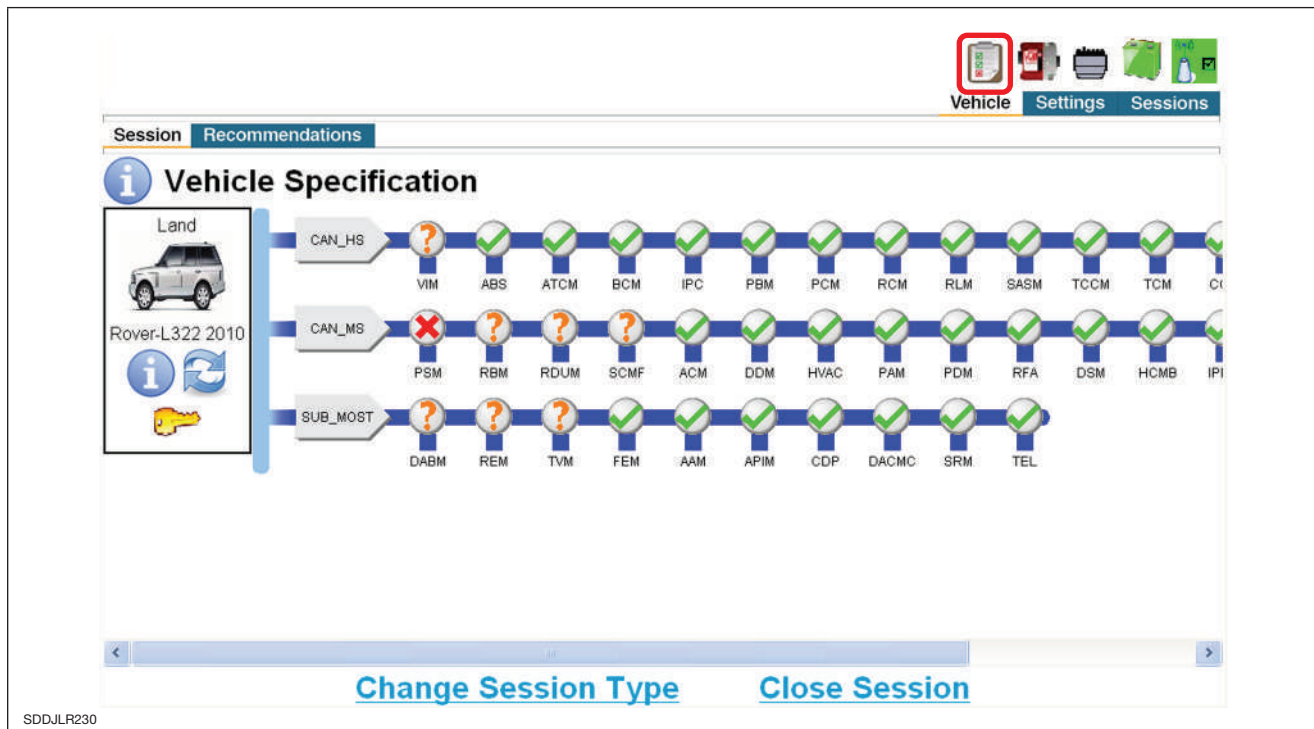 Vehicle Settings Sessions
Session Recommendations
i Vehicle Specification
Land
Rover-L322 2010
i
CAN_HS
? VIM ABS ATCM BCM IPC PBM PCM RCM RLM SASM TCCM TCM
CAN_MS
PSM ? RBM ? RDUM ? SCMF ACM DDM HVAC PAM PDM RFA DSM HCMB
SUB_MOST
? DABM ? REM ? TVM FEM AAM APIM CDP DACMC SRM TEL
Change Session Type Close Session
SDDJLR230